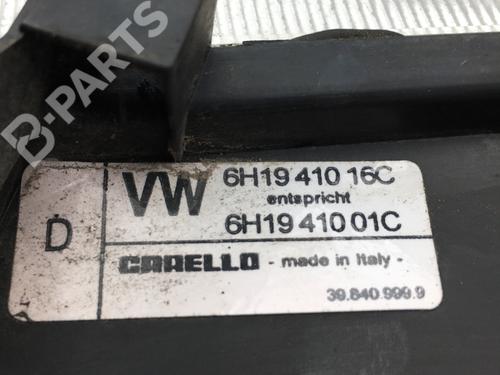 B-PARTS
D
VW
6H19 410 16C
entspricht
6H19 410 01C
CARELLO - made in Italy -
39.840.999.9